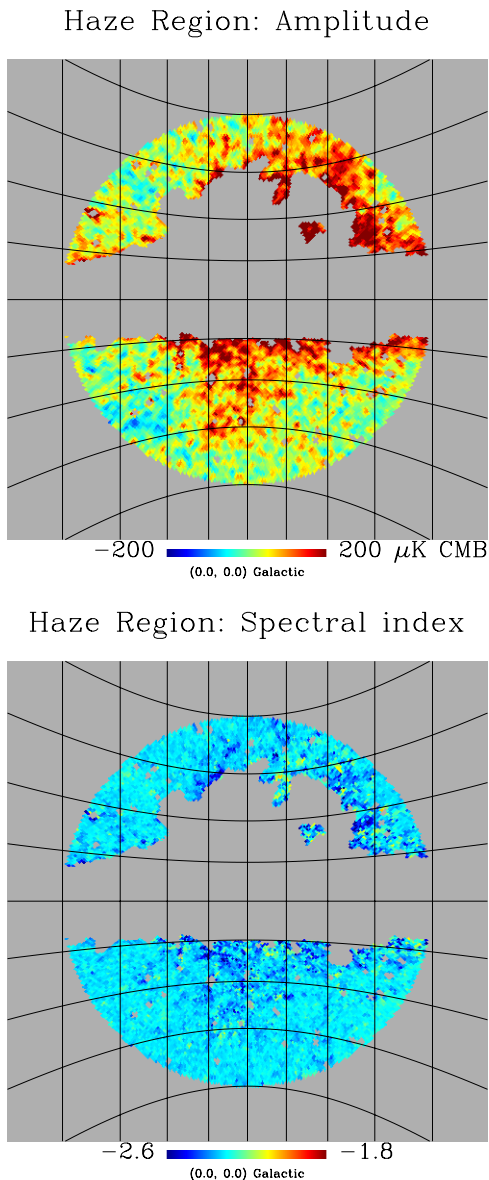 Haze Region: Amplitude
−200 200 μK CMB
(0.0, 0.0) Galactic
Haze Region: Spectral index
−2.6 −1.8
(0.0, 0.0) Galactic